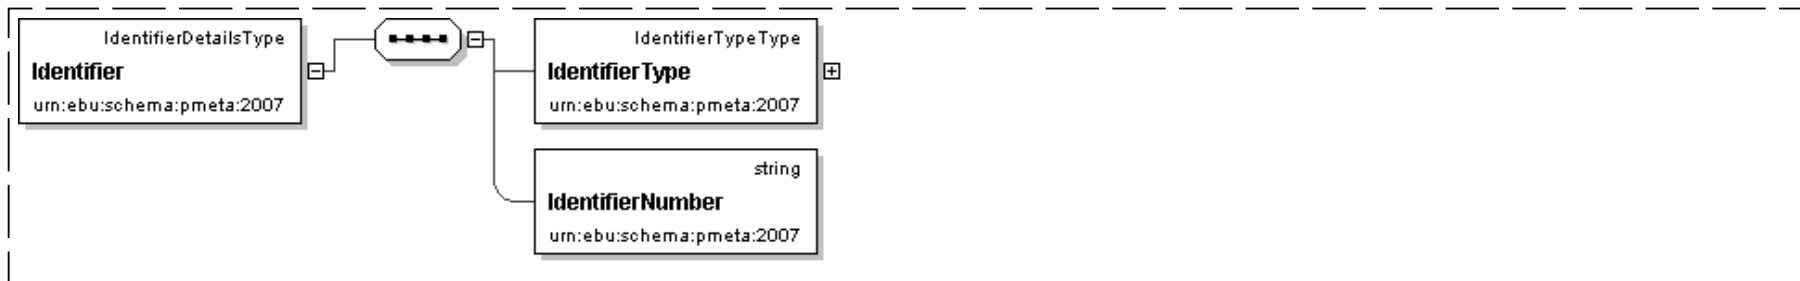 IdentifierDetailsType
Identifier
urn:ebu:schema:pmeta:2007
IdentifierTypeType
IdentifierType
urn:ebu:schema:pmeta:2007
string
IdentifierNumber
urn:ebu:schema:pmeta:2007